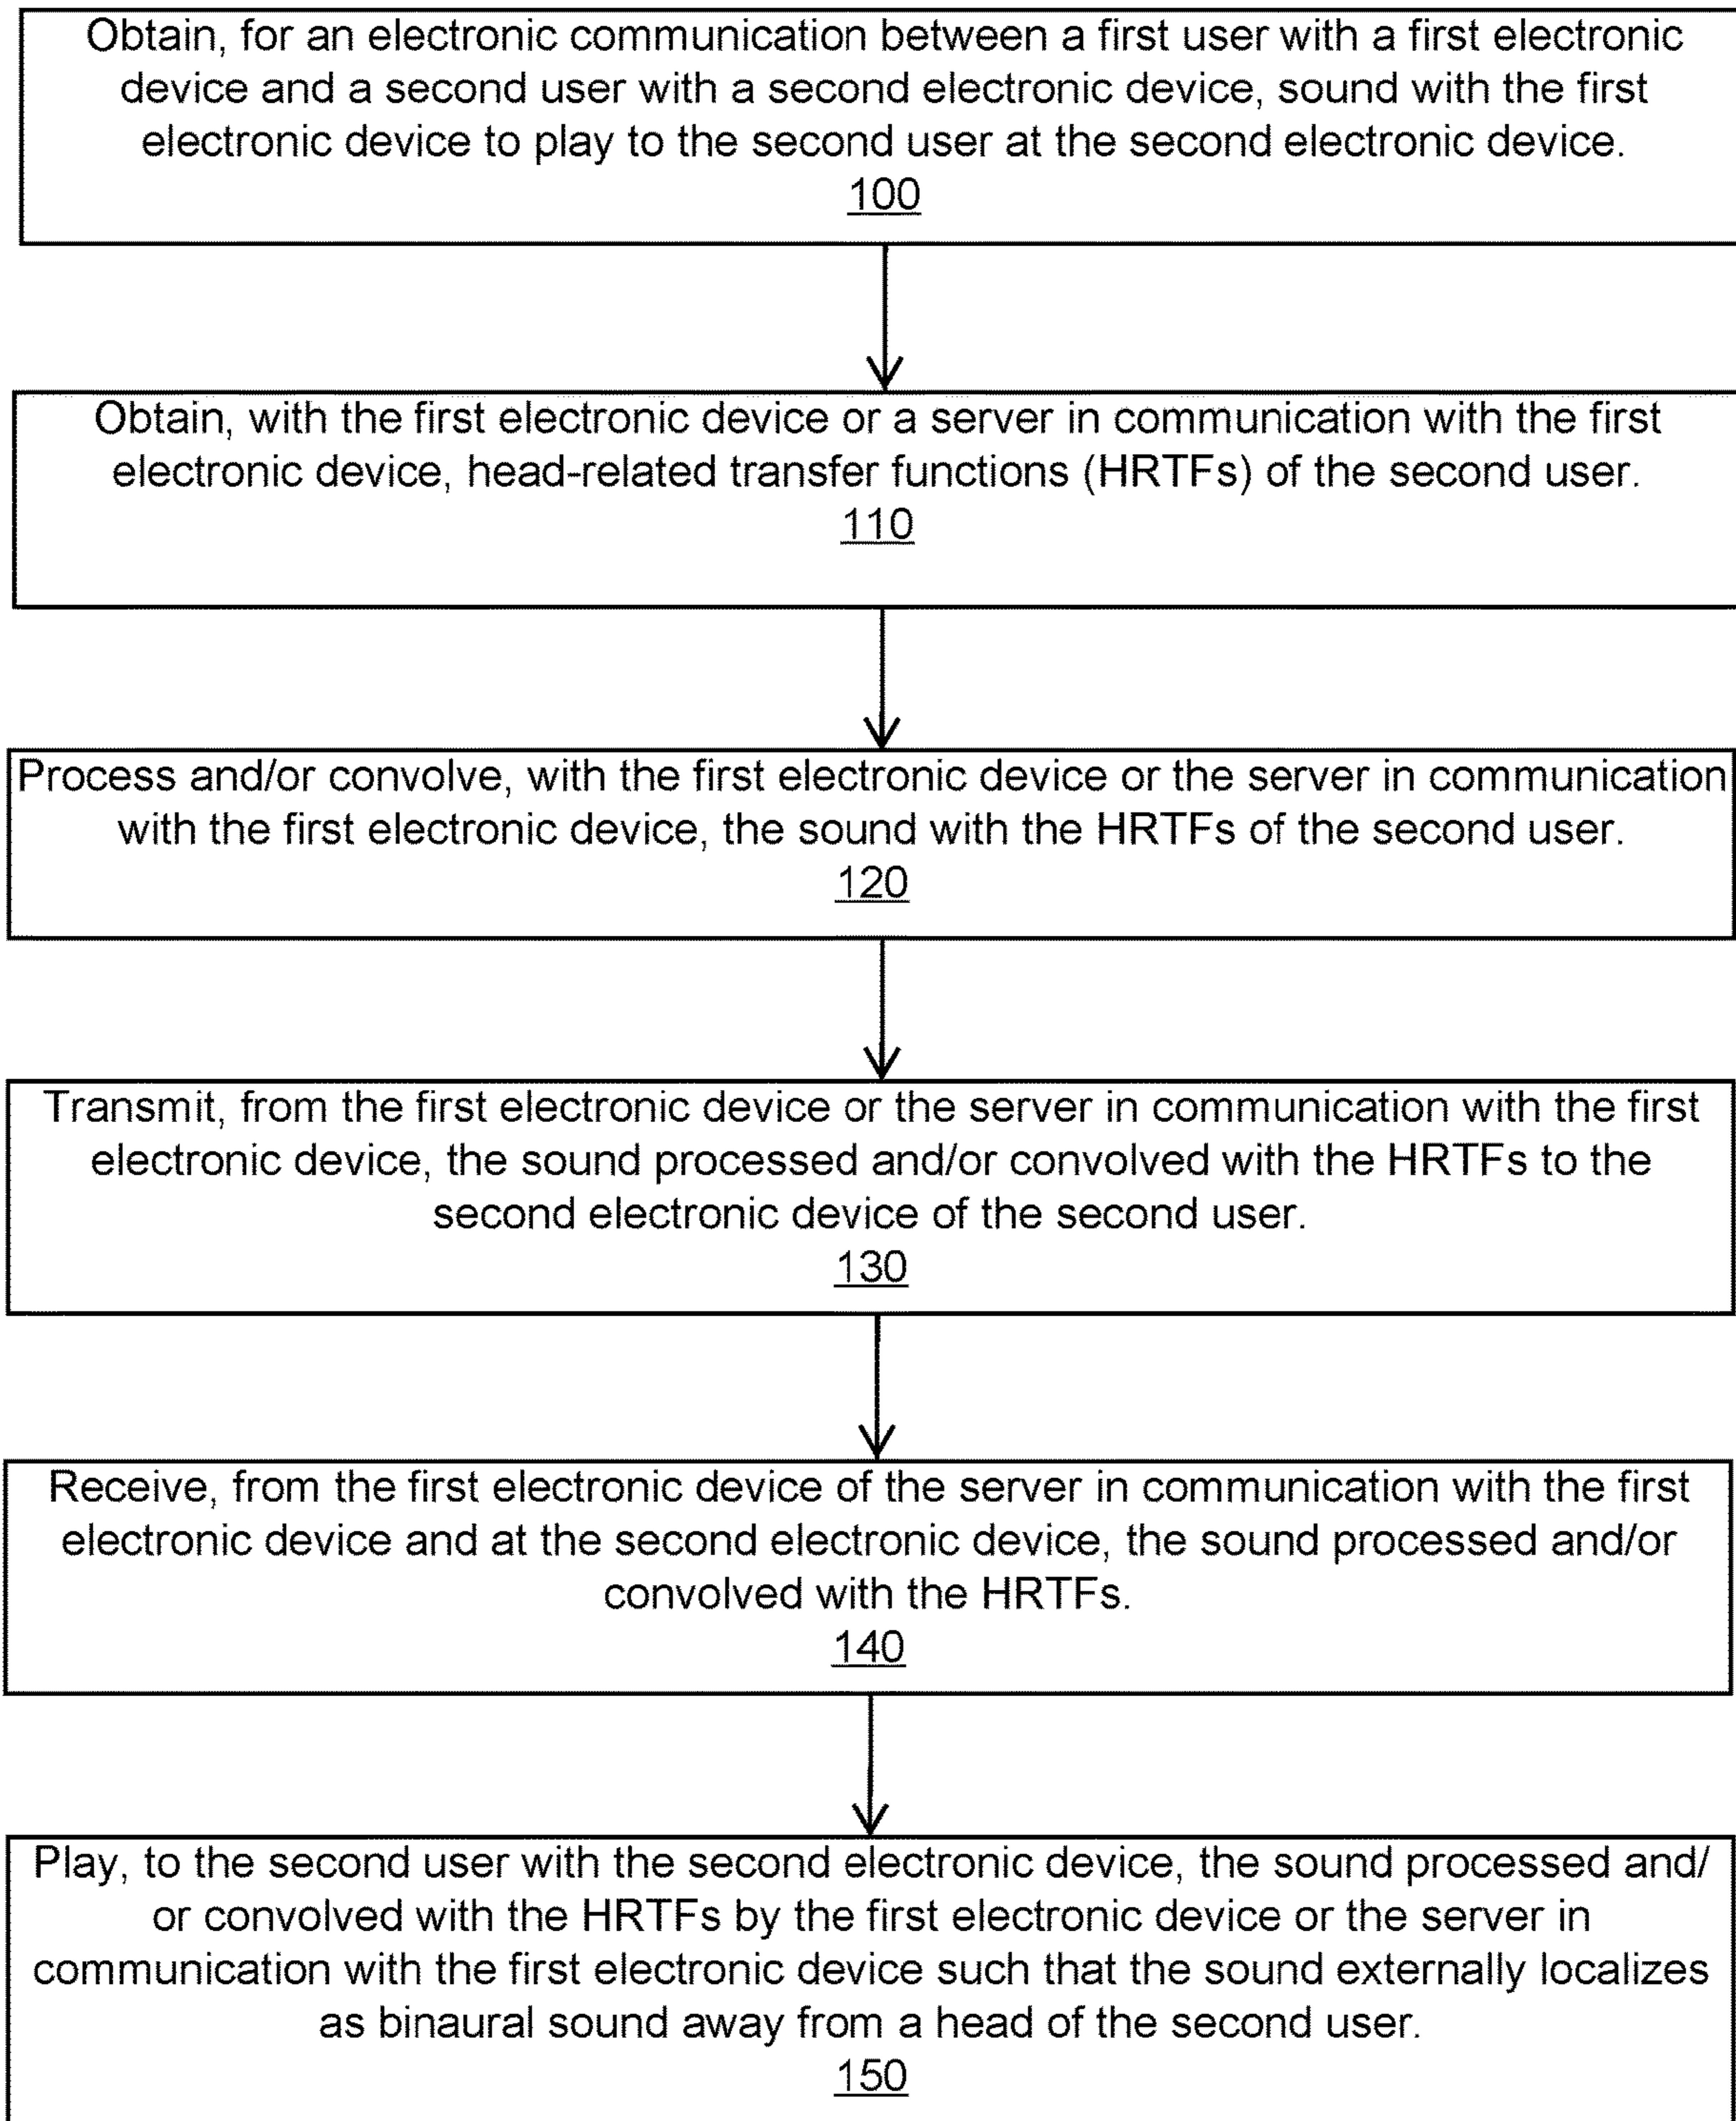 Obtain, for an electronic communication between a first user with a first electronic
device and a second user with a second electronic device, sound with the first
electronic device to play to the second user at the second electronic device.
100
Obtain, with the first electronic device or a server in communication with the first
electronic device, head-related transfer functions (HRTFs) of the second user.
110
Process and/or convolve, with the first electronic device or the server in communication
with the first electronic device, the sound with the HRTFs of the second user.
120
Transmit, from the first electronic device or the server in communication with the first
electronic device, the sound processed and/or convolved with the HRTFs to the
second electronic device of the second user.
130
Receive, from the first electronic device of the server in communication with the first
electronic device and at the second electronic device, the sound processed and/or
convolved with the HRTFs.
140
Play, to the second user with the second electronic device, the sound processed and/
or convolved with the HRTFs by the first electronic device or the server in
communication with the first electronic device such that the sound externally localizes
as binaural sound away from a head of the second user.
150